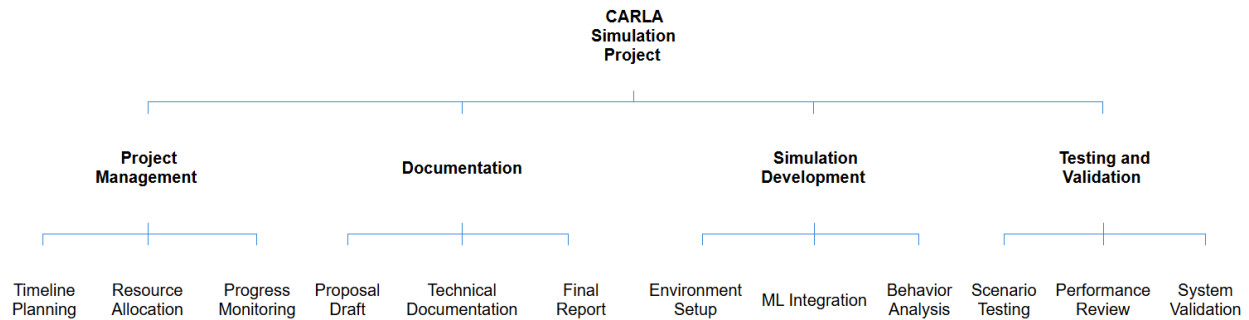 CARLA
Simulation
Project
Project
Management
Documentation
Simulation
Development
Testing and
Validation
Timeline
Planning
Resource
Allocation
Progress
Monitoring
Proposal
Draft
Technical
Documentation
Final
Report
Environment
Setup
ML Integration
Behavior
Analysis
Scenario
Testing
Performance
Review
System
Validation